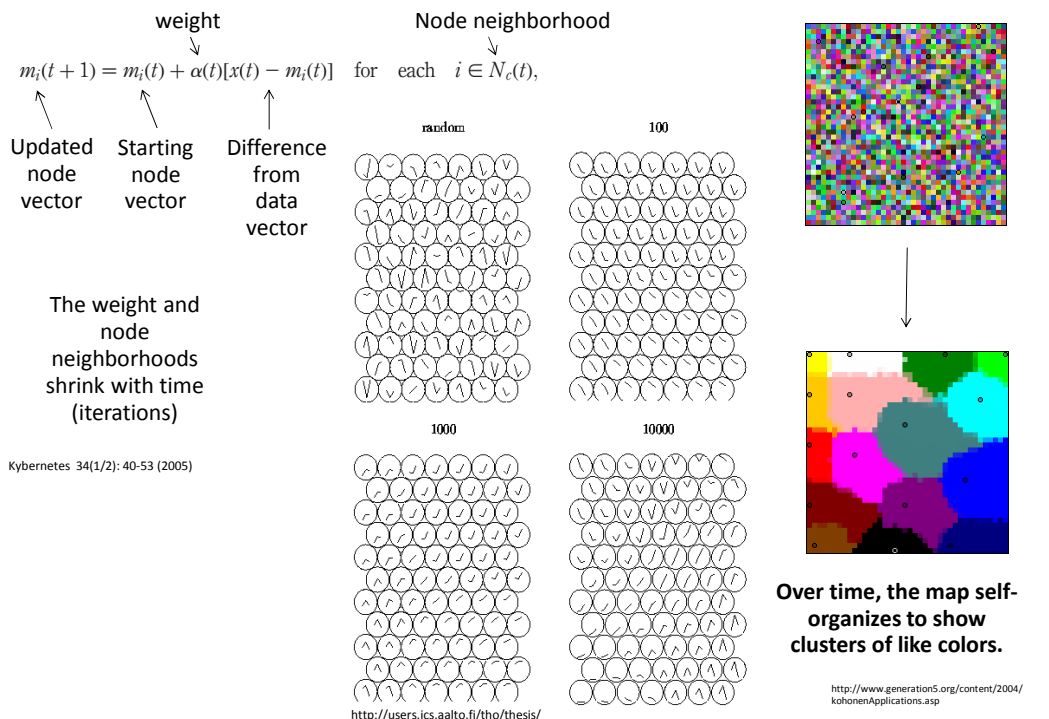 weight
Node neighborhood
mᵢ(t + 1) = mᵢ(t) + α(t)[x(t) − mᵢ(t)] for each i ∈ N_c(t),
Updated
node
vector
Starting
node
vector
Difference
from
data
vector
random
100
The weight and
node
neighborhoods
shrink with time
(iterations)
Kybernetes 34(1/2): 40-53 (2005)
1000
10000
http://users.ics.aalto.fi/tho/thesis/
Over time, the map self-
organizes to show
clusters of like colors.
http://www.generation5.org/content/2004/
kohonenApplications.asp